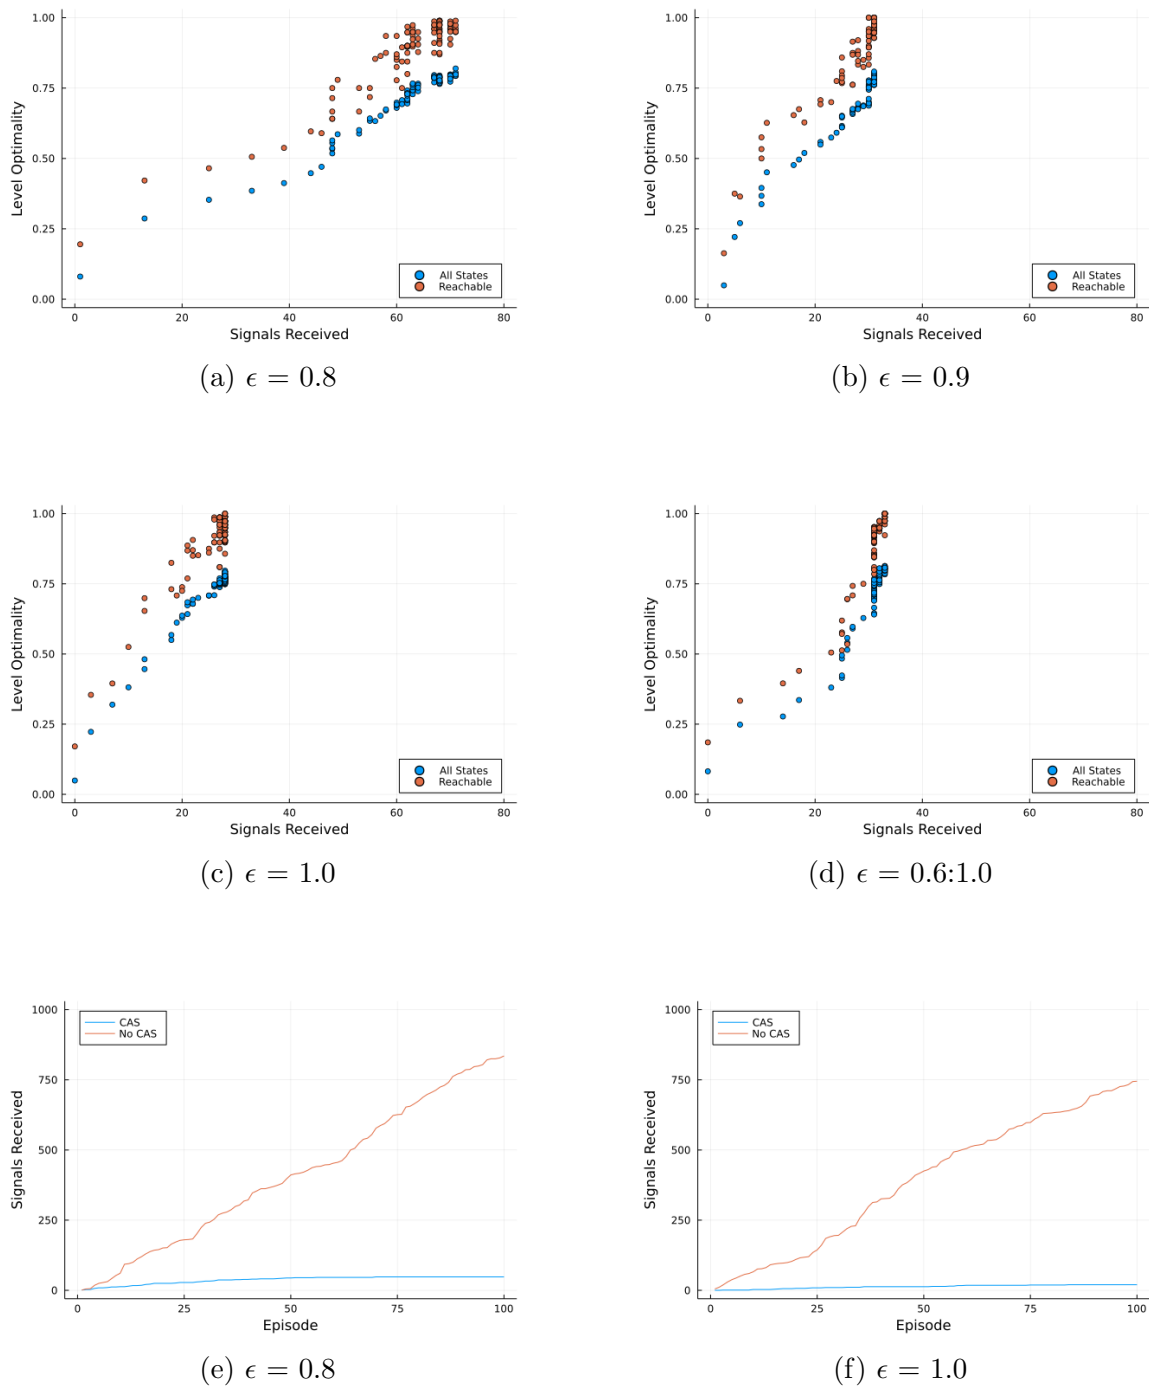 1.00
0.75
0.50
0.25
0.00
Level Optimality
0
20
40
60
80
Signals Received
All States
Reachable
(a) ϵ = 0.8
1.00
0.75
0.50
0.25
0.00
Level Optimality
0
20
40
60
80
Signals Received
All States
Reachable
(b) ϵ = 0.9
1.00
0.75
0.50
0.25
0.00
Level Optimality
0
20
40
60
80
Signals Received
All States
Reachable
(c) ϵ = 1.0
1.00
0.75
0.50
0.25
0.00
Level Optimality
0
20
40
60
80
Signals Received
All States
Reachable
(d) ϵ = 0.6:1.0
1000
750
500
250
0
Signals Received
CAS
No CAS
0
25
50
75
100
Episode
(e) ϵ = 0.8
1000
750
500
250
0
Signals Received
CAS
No CAS
0
25
50
75
100
Episode
(f) ϵ = 1.0